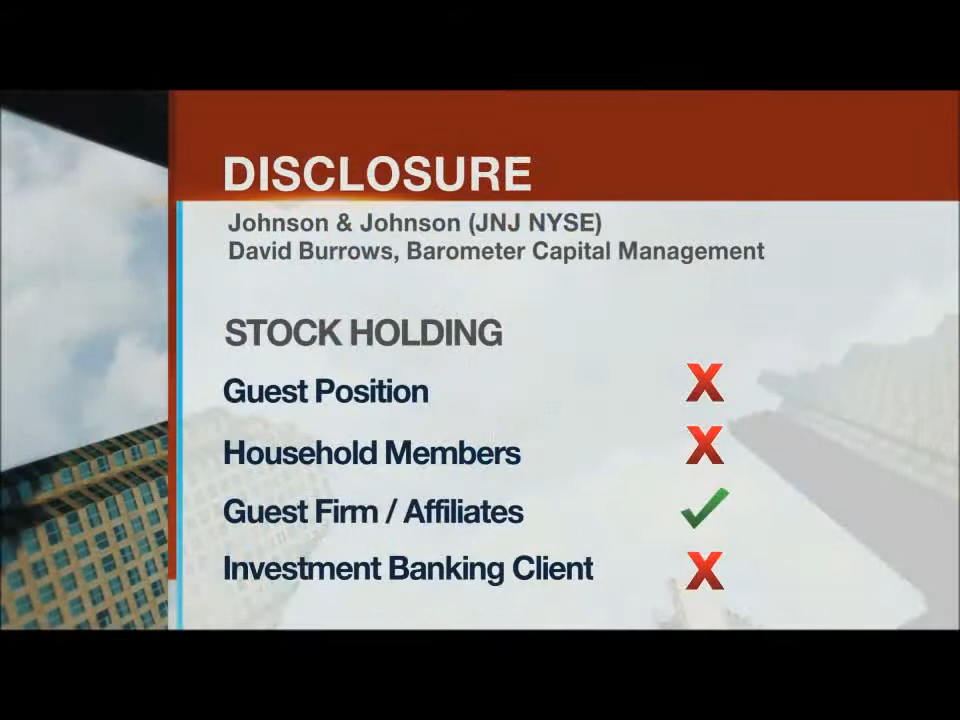 DISCLOSURE
Johnson & Johnson (JNJ NYSE)
David Burrows, Barometer Capital Management
STOCK HOLDING
Guest Position X
Household Members X
Guest Firm / Affiliates ✓
Investment Banking Client X